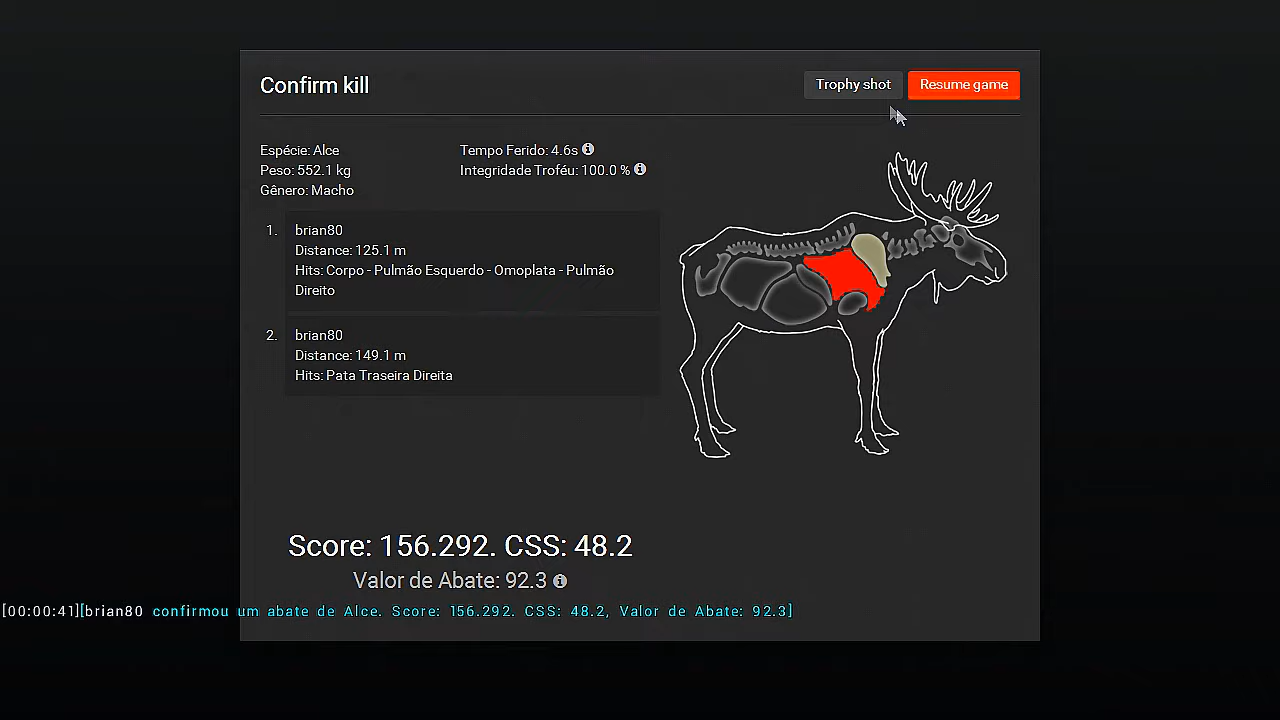 Confirm kill
Trophy shot
Resume game
Espécie: Alce
Peso: 552.1 kg
Gênero: Macho
Tempo Ferido: 4.6s
Integridade Troféu: 100.0 %
1.
brian80
Distance: 125.1 m
Hits: Corpo - Pulmão Esquerdo - Omoplata - Pulmão
Direito
2.
brian80
Distance: 149.1 m
Hits: Pata Traseira Direita
Score: 156.292. CSS: 48.2
Valor de Abate: 92.3
[00:00:41][brian80 confirmou um abate de Alce. Score: 156.292. CSS: 48.2, Valor de Abate: 92.3]